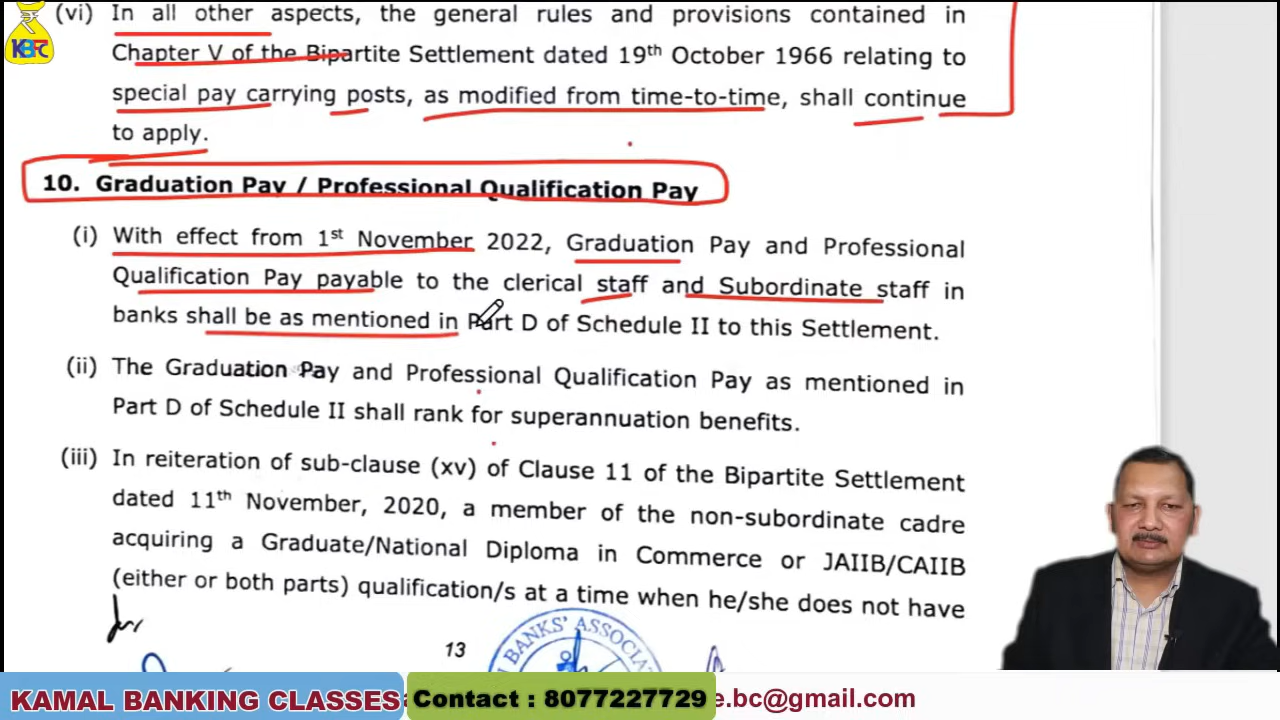 (vi) In all other aspects, the general rules and provisions contained in
Chapter V of the Bipartite Settlement dated 19th October 1966 relating to
special pay carrying posts, as modified from time-to-time, shall continue
to apply.
KBFC
10. Graduation Pay / Professional Qualification Pay
(i) With effect from 1st November 2022, Graduation Pay and Professional
Qualification Pay payable to the clerical staff and Subordinate staff in
banks shall be as mentioned in Part D of Schedule II to this Settlement.
(ii) The Graduation Pay and Professional Qualification Pay as mentioned in
Part D of Schedule II shall rank for superannuation benefits.
(iii) In reiteration of sub-clause (xv) of Clause 11 of the Bipartite Settlement
dated 11th November, 2020, a member of the non-subordinate cadre
acquiring a Graduate/National Diploma in Commerce or JAIIB/CAIIB
(either or both parts) qualification/s at a time when he/she does not have
13
BANKS' ASSOCIAT
KAMAL BANKING CLASSES
Contact : 8077227729
e.bc@gmail.com